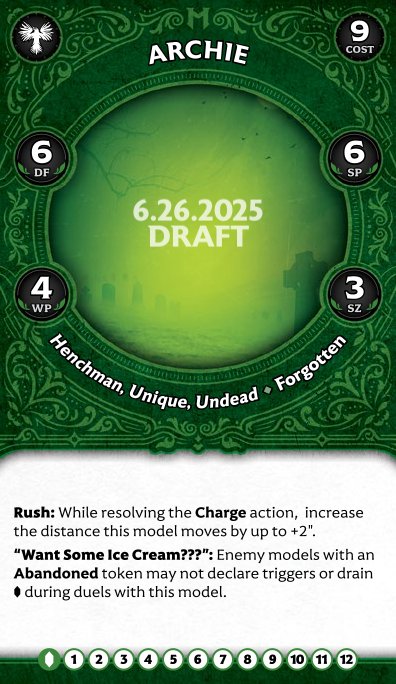 ARCHIE
9
COST
6
DF
6
SP
6.26.2025
DRAFT
4
WP
3
SZ
Henchman, Unique, Undead • Forgotten
Rush: While resolving the Charge action, increase
the distance this model moves by up to +2".
“Want Some Ice Cream???”: Enemy models with an
Abandoned token may not declare triggers or drain
during duels with this model.
1 2 3 4 5 6 7 8 9 10 11 12